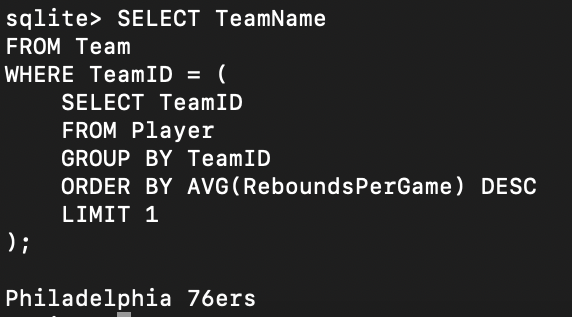 sqlite> SELECT TeamName
FROM Team
WHERE TeamID = (
    SELECT TeamID
    FROM Player
    GROUP BY TeamID
    ORDER BY AVG(ReboundsPerGame) DESC
    LIMIT 1
);

Philadelphia 76ers